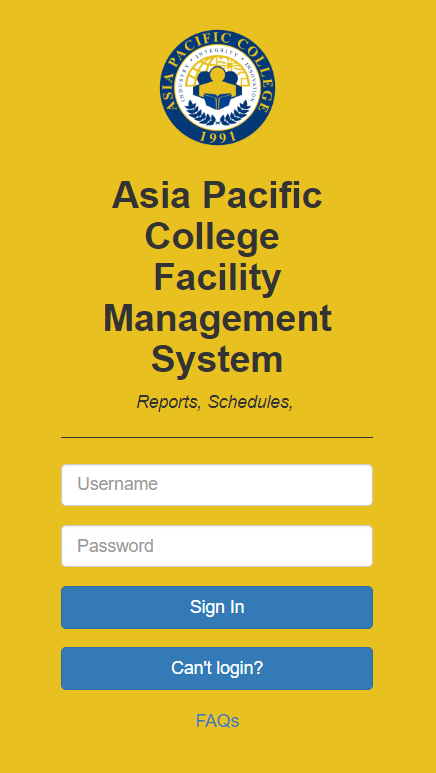 ASIA PACIFIC COLLEGE
INDUSTRY • INTEGRITY • INNOVATION
1991
Asia Pacific
College
Facility
Management
System
Reports, Schedules,
Username
Password
Sign In
Can't login?
FAQs